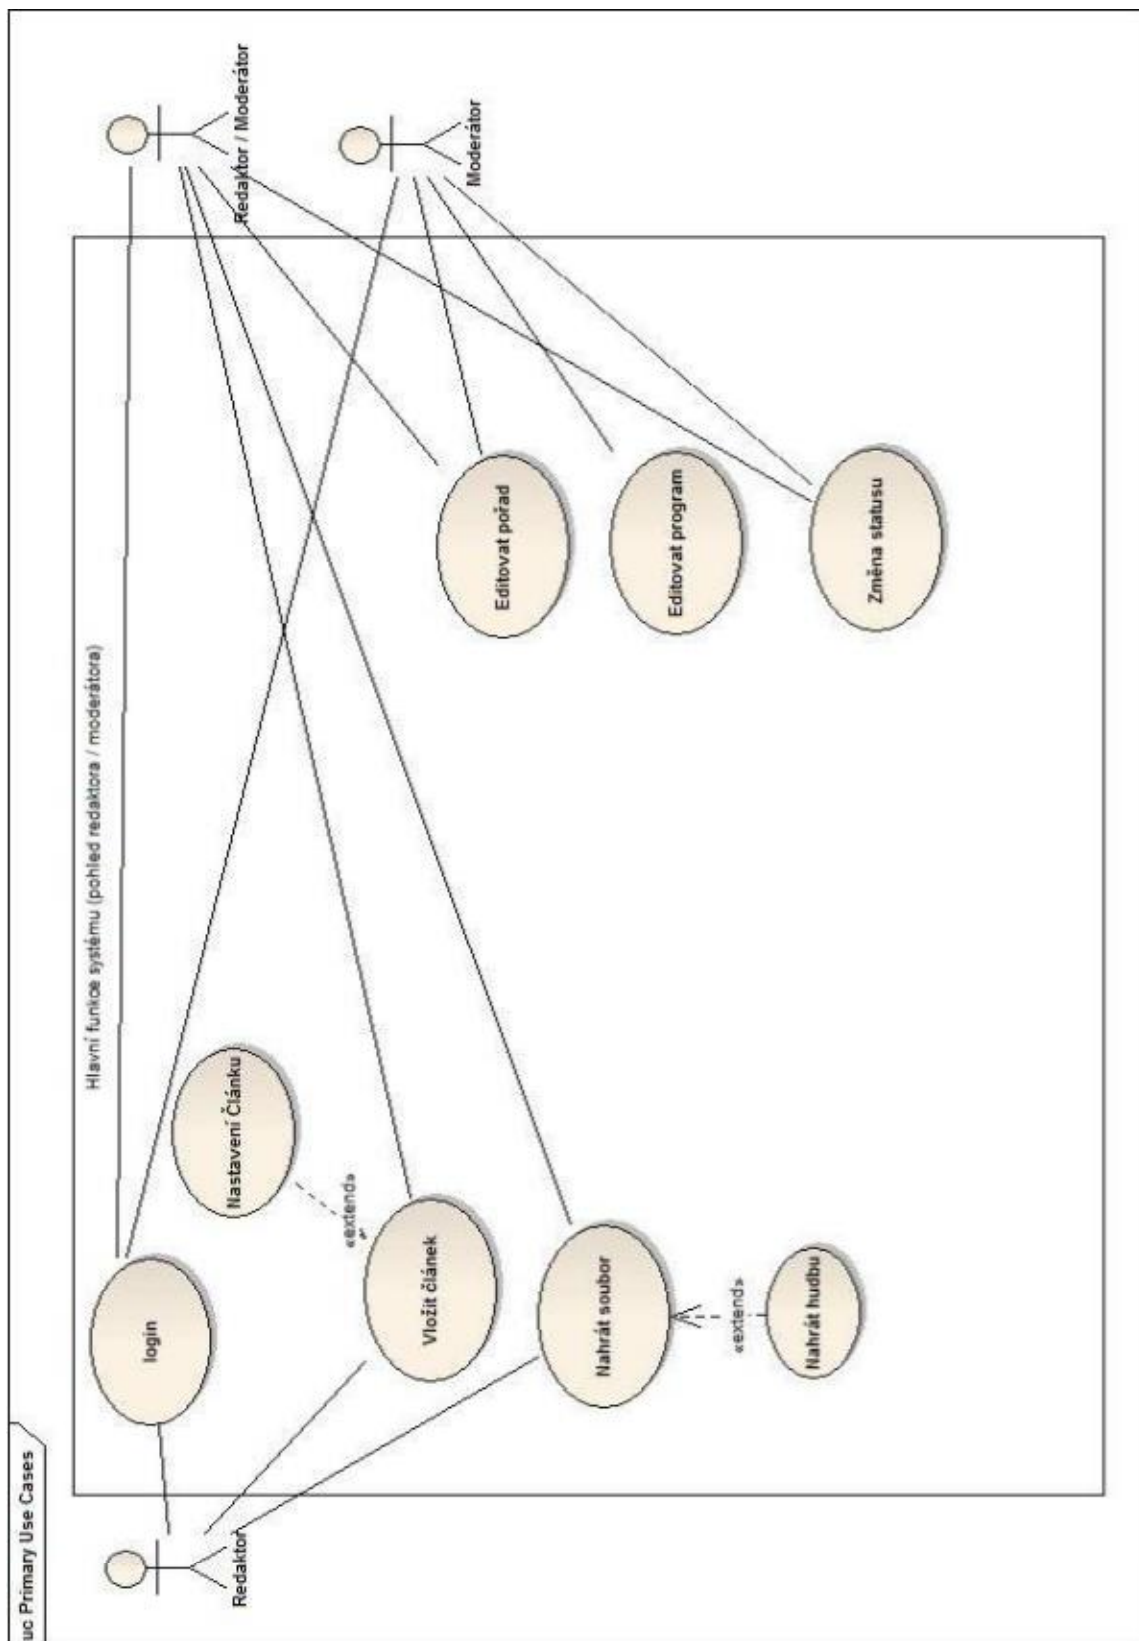 uc Primary Use Cases
Hlavní funkce systému (pohled redaktora / moderátora)
Redaktor
login
Nastavení Článku
«extend»
Vložit článek
Nahrát soubor
«extend»
Nahrát hudbu
Redaktor / Moderátor
Moderátor
Editovat pořad
Editovat program
Změna statusu